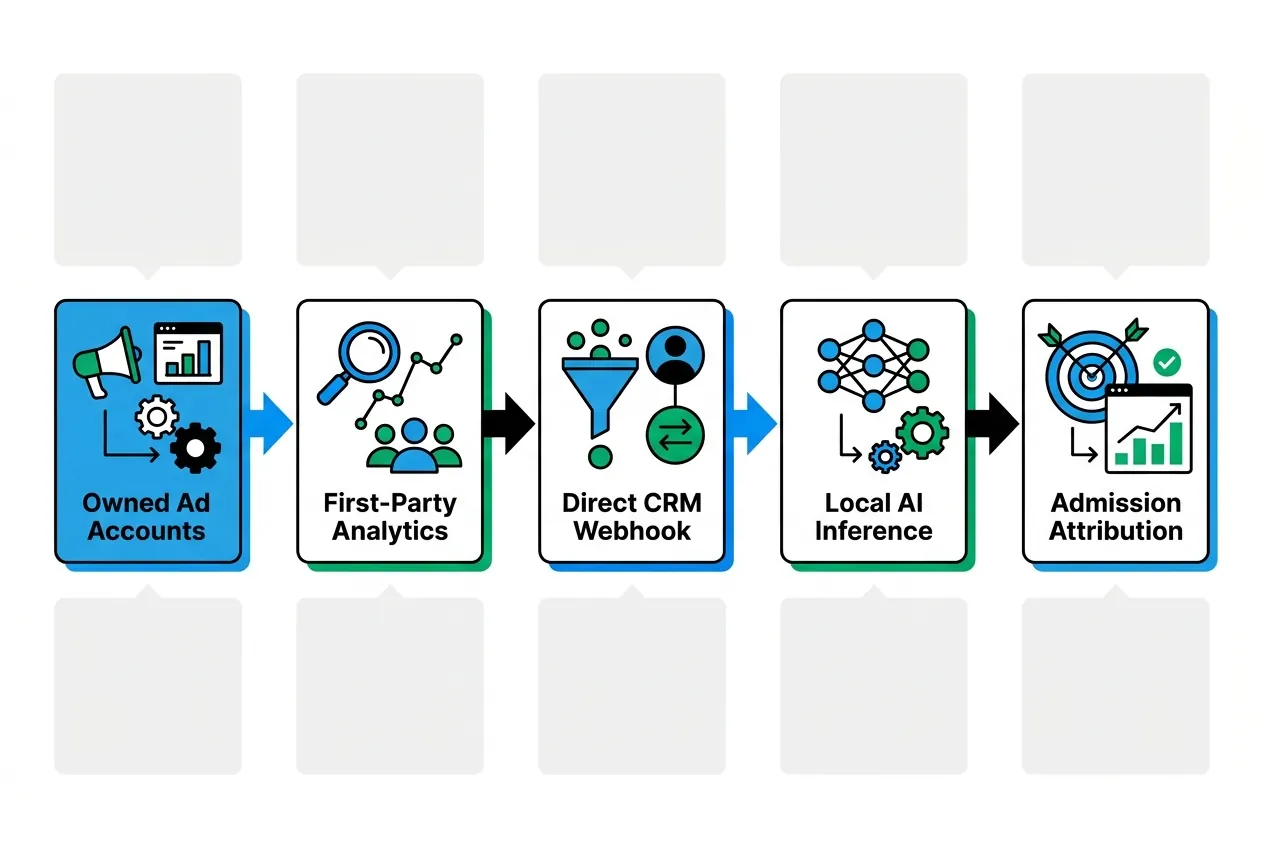 Owned Ad
Accounts
First-Party
Analytics
Direct CRM
Webhook
Local AI
Inference
Admission
Attribution